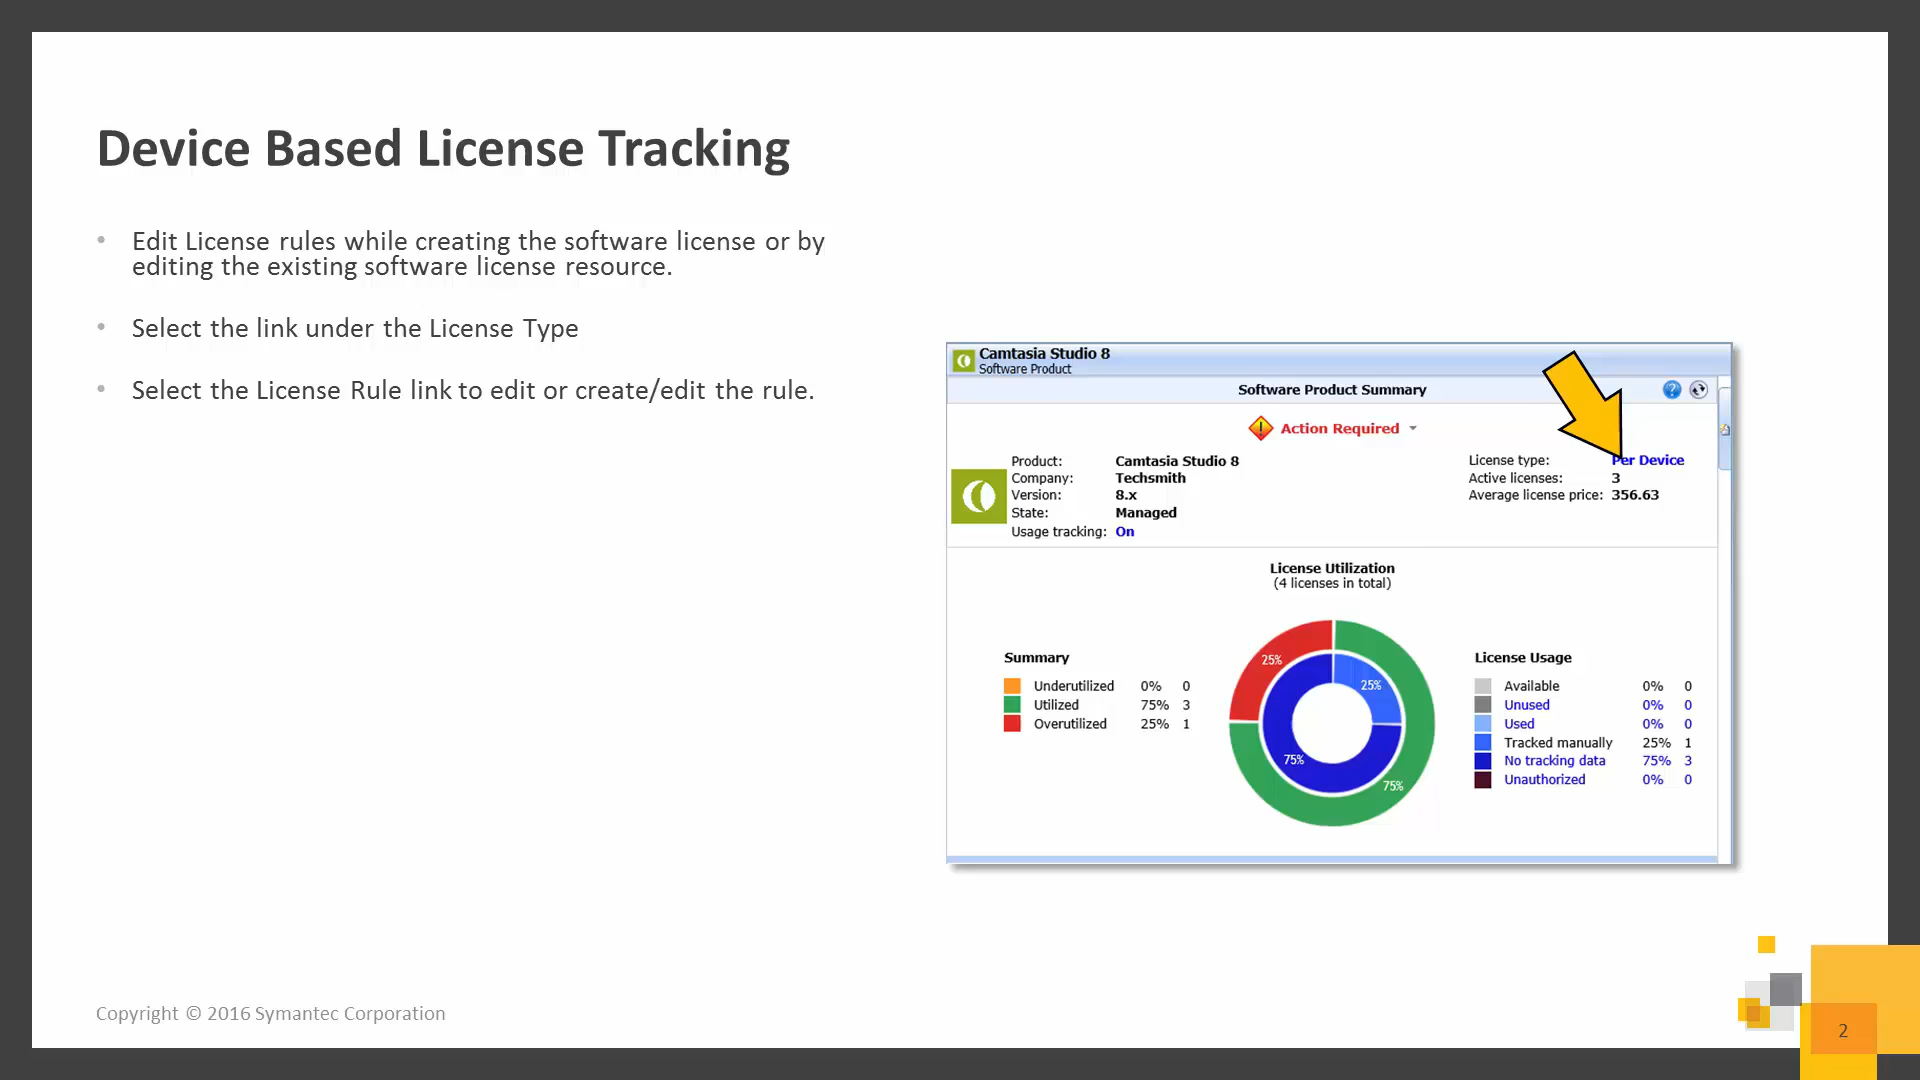 Device Based License Tracking
• Edit License rules while creating the software license or by
editing the existing software license resource.
• Select the link under the License Type
• Select the License Rule link to edit or create/edit the rule.
Camtasia Studio 8
Software Product
Software Product Summary
?
! Action Required
Product: Camtasia Studio 8
Company: Techsmith
Version: 8.x
State: Managed
Usage tracking: On
License type: Per Device
Active licenses: 3
Average license price: 356.63
License Utilization
(4 licenses in total)
Summary
Underutilized 0% 0
Utilized 75% 3
Overutilized 25% 1
25%
25%
75%
75%
License Usage
Available 0% 0
Unused 0% 0
Used 0% 0
Tracked manually 25% 1
No tracking data 75% 3
Unauthorized 0% 0
Copyright © 2016 Symantec Corporation
2